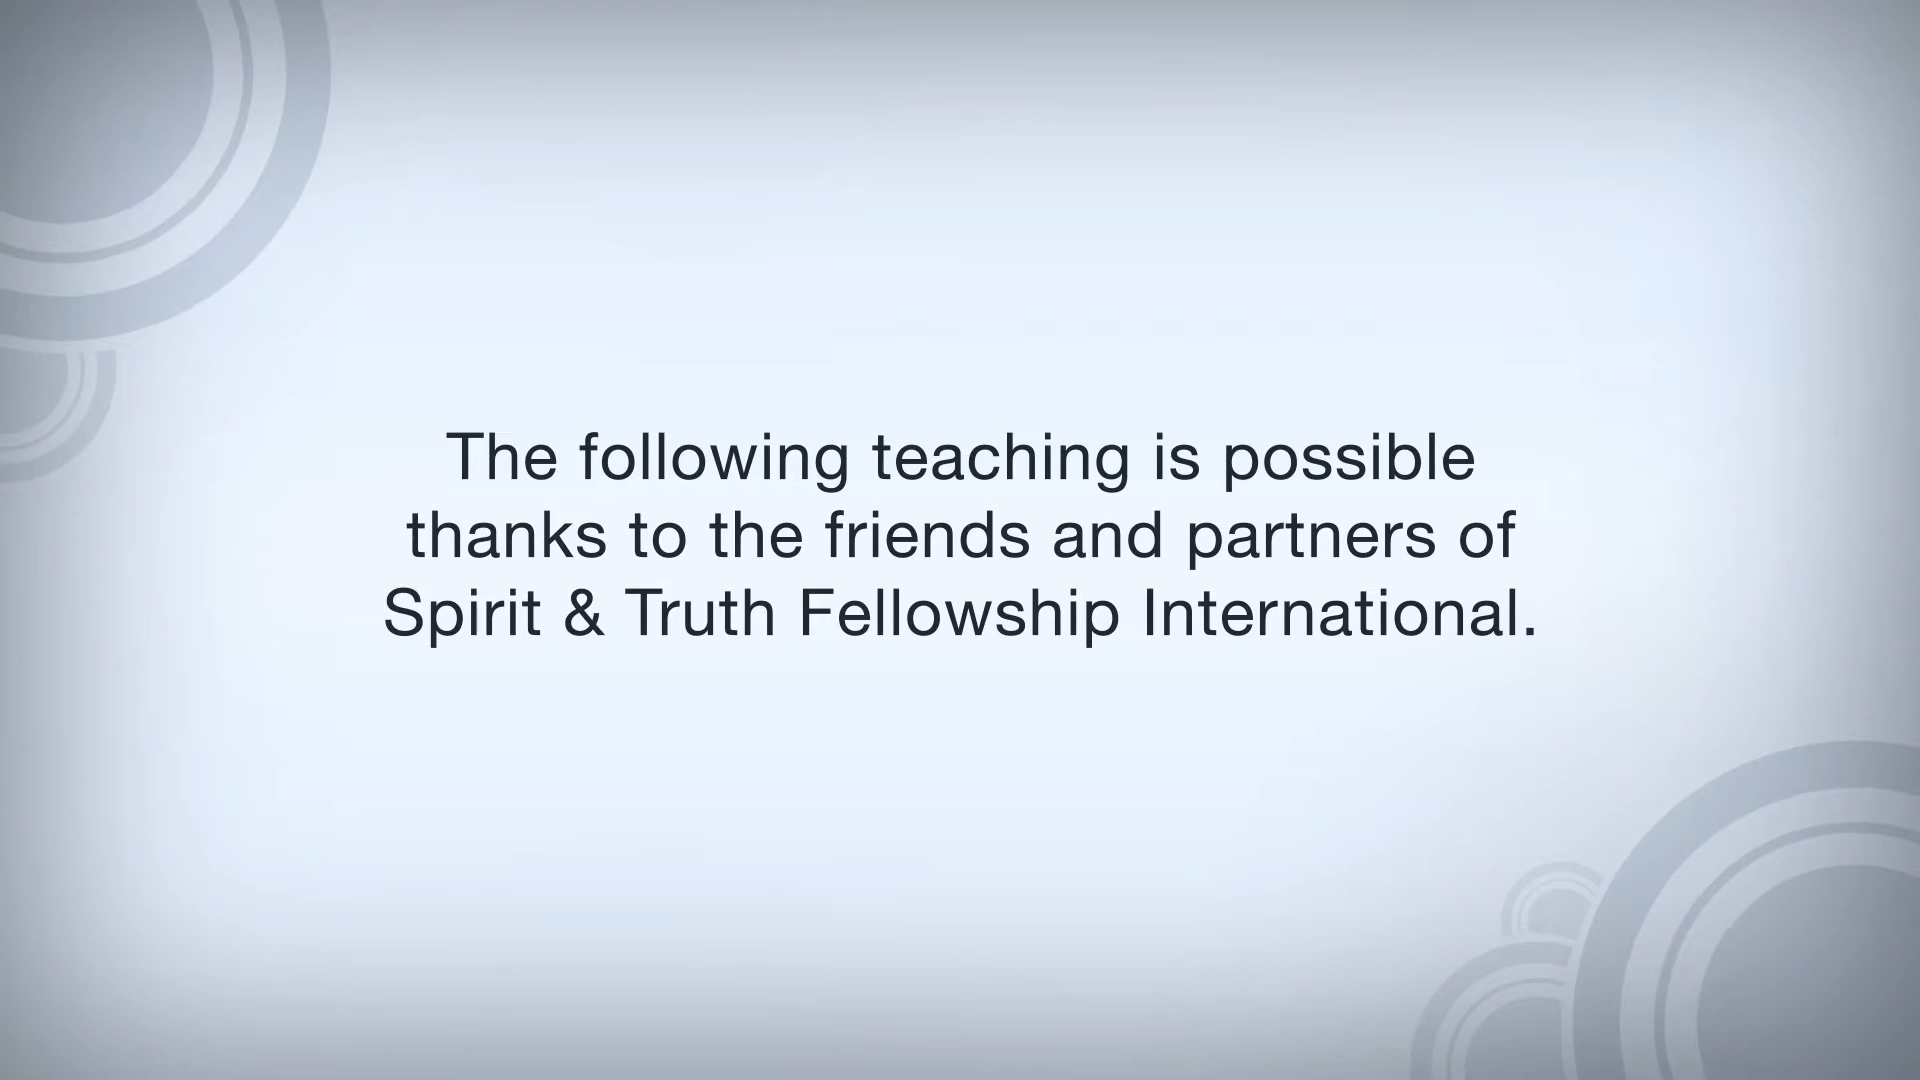 The following teaching is possible
thanks to the friends and partners of
Spirit & Truth Fellowship International.